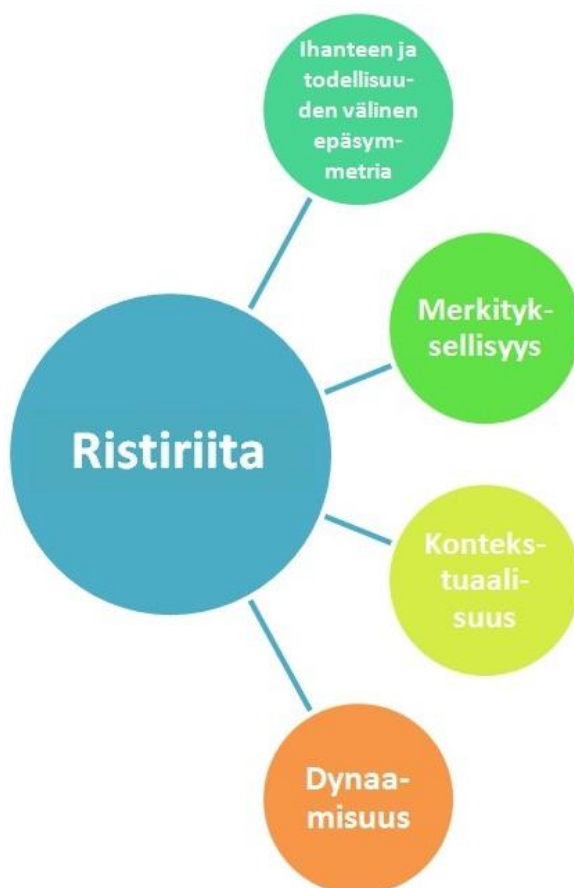 Ihanteen ja
todellisuu-
den välinen
epäsym-
metria
Merkityk-
sellisyys
Ristiriita
Konteks-
tuaali-
suus
Dynaa-
misuus